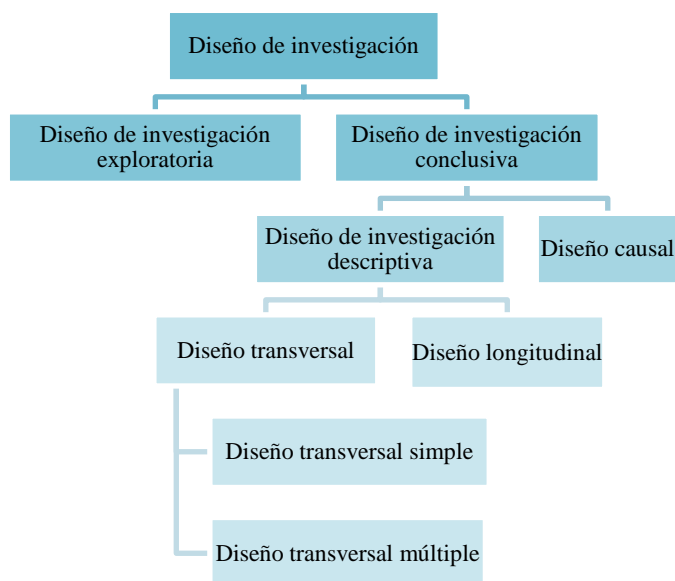 Diseño de investigación
Diseño de investigación
exploratoria
Diseño de investigación
conclusiva
Diseño de investigación
descriptiva
Diseño causal
Diseño transversal
Diseño longitudinal
Diseño transversal simple
Diseño transversal múltiple